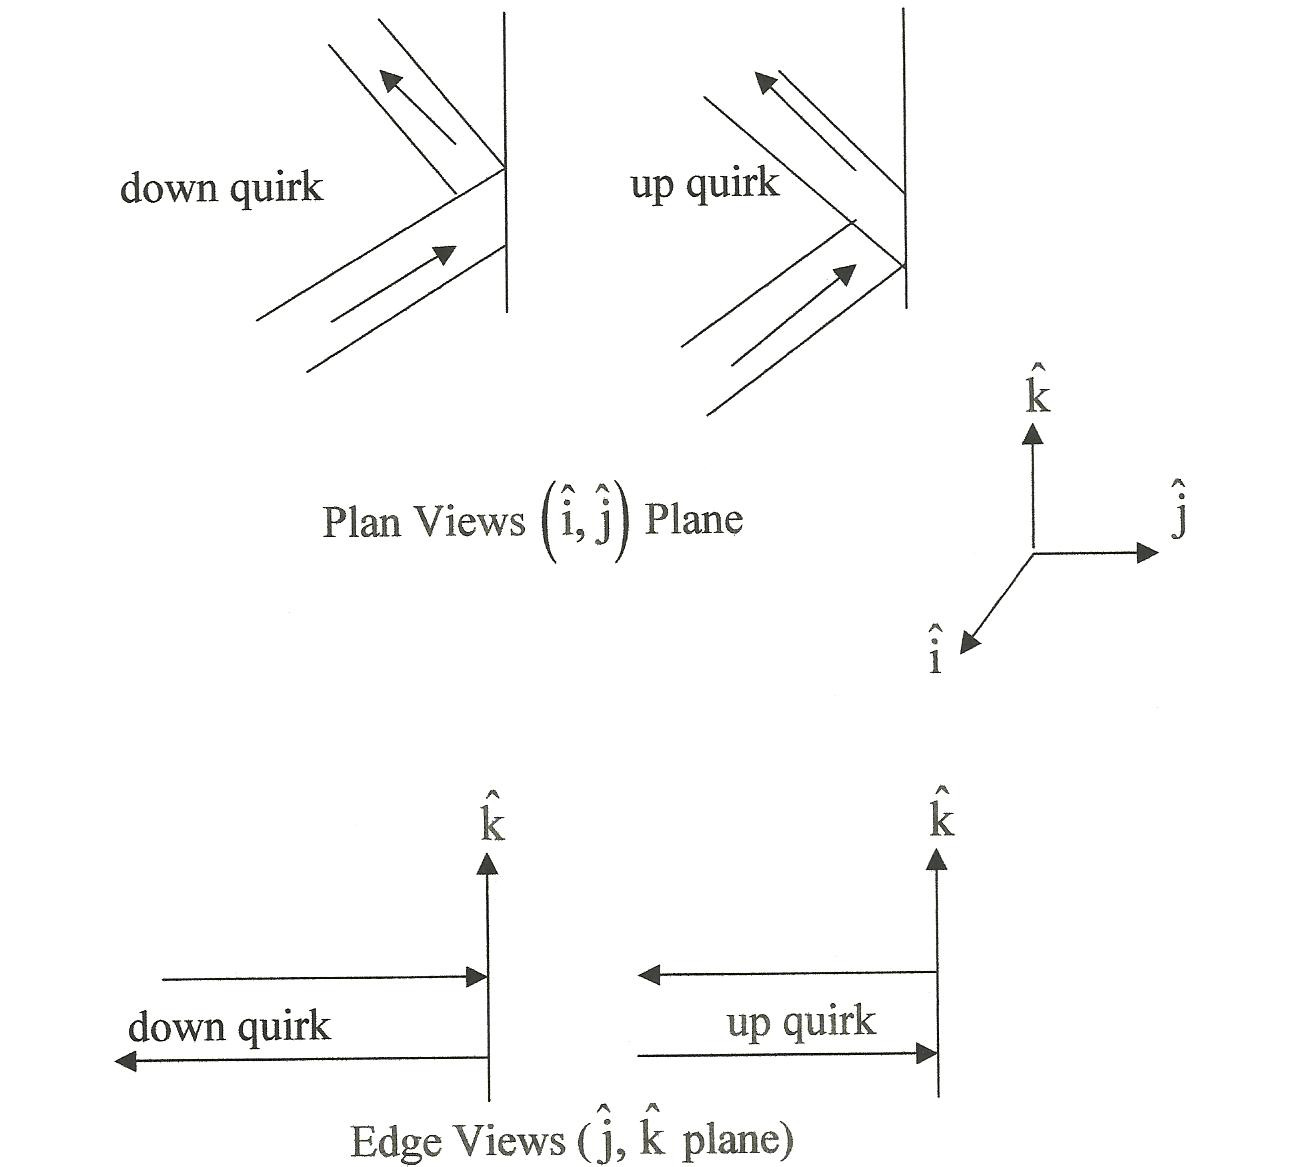 down quirk
up quirk
k̂
ĵ
î
Plan Views (î, ĵ) Plane
k̂
k̂
down quirk
up quirk
Edge Views (ĵ, k̂ plane)